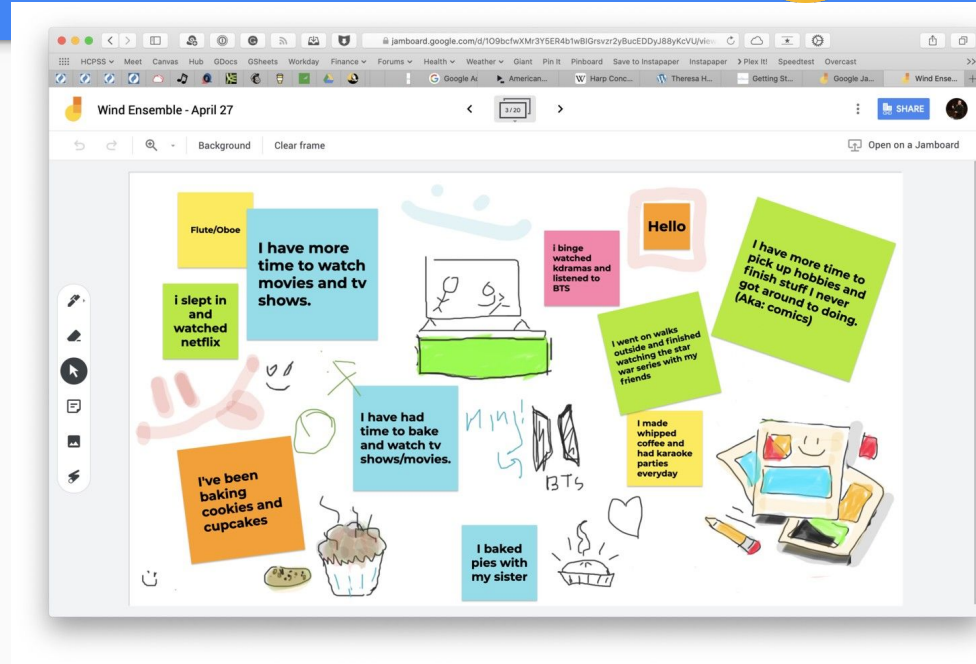 jamboard.google.com/d/1O9bcfwXMr3Y5ER4b1wBlGrsvzr2yBucEDDyJ88yKcVU/view
HCPSS Meet Canvas Hub GDocs GSheets Workday Finance Forums Health Weather Giant Pin It Pinboard Save to Instapaper Instapaper > Plex It! Speedtest Overcast
Google Ac American... Harp Conc... Theresa H... Getting St... Google Ja... Wind Ense...
Wind Ensemble - April 27
3 / 20
SHARE
Background
Clear frame
Open on a Jamboard
Flute/Oboe
I have more
time to watch
movies and tv
shows.
i slept in
and
watched
netflix
i binge
watched
kdramas and
listened to
BTS
Hello
I have more time to
pick up hobbies and
finish stuff I never
got around to doing.
(Aka: comics)
I went on walks
outside and finished
watching the star
war series with my
friends
I have had
time to bake
and watch tv
shows/movies.
BTS
I made
whipped
coffee and
had karaoke
parties
everyday
I've been
baking
cookies and
cupcakes
I baked
pies with
my sister